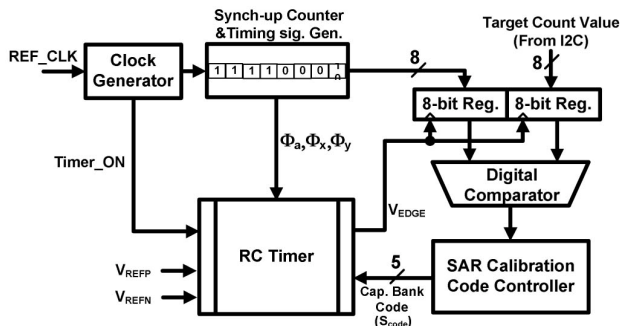 Synch-up Counter
&Timing sig. Gen.
Target Count Value
(From I2C)
REF_CLK
Clock
Generator
1 1 1 1 0 0 0
8
8
8-bit Reg.
8-bit Reg.
Φa,Φx,Φy
Timer_ON
Digital
Comparator
VEDGE
RC Timer
VREFP
VREFN
5
Cap. Bank
Code
(Scode)
SAR Calibration
Code Controller